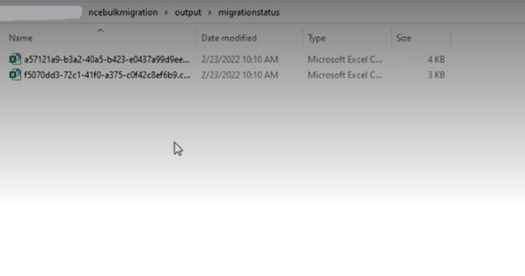 ncebulkmigration > output > migrationstatus
Name Date modified Type Size
a57121a9-b3a2-40a5-b423-e0437a99d9ee... 2/23/2022 10:10 AM Microsoft Excel C... 4 KB
f5070dd3-72c1-41f0-a375-c0f42c8ef6b9.c... 2/23/2022 10:10 AM Microsoft Excel C... 3 KB